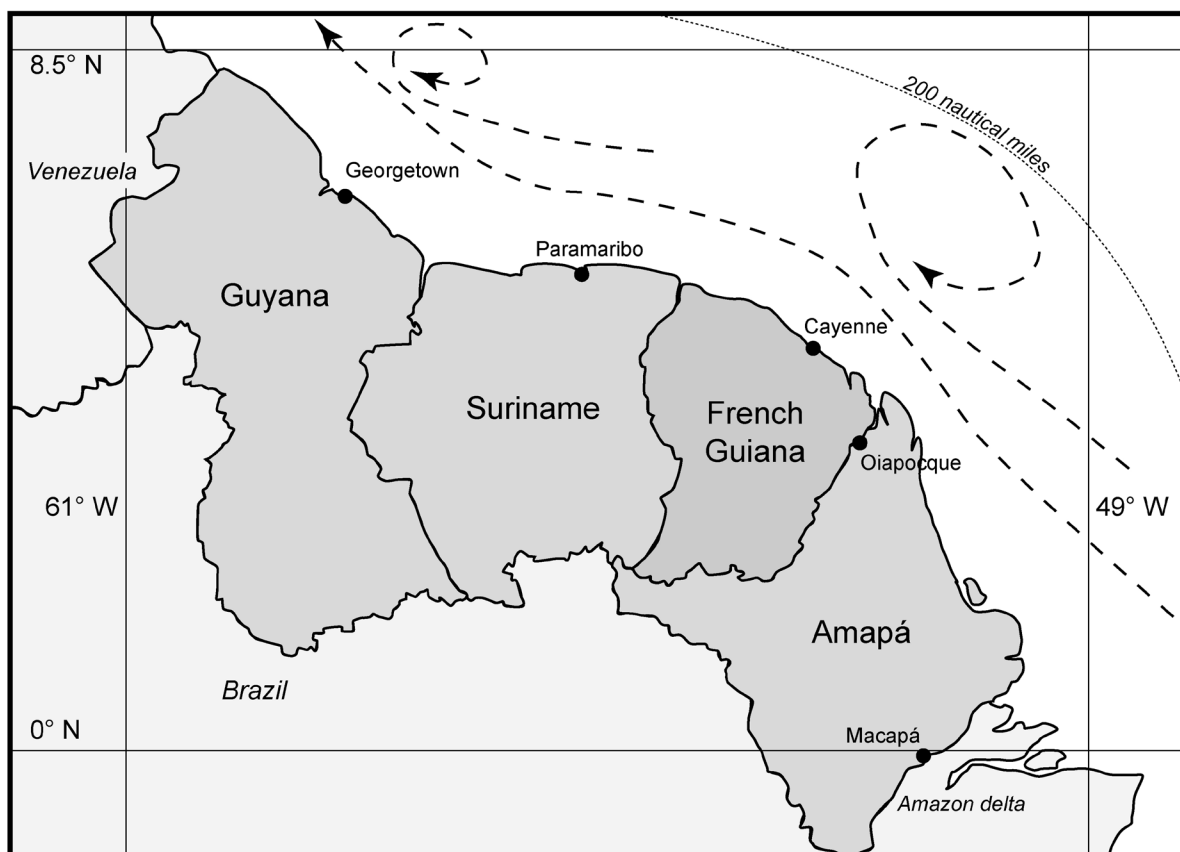 8.5° N
200 nautical miles
Venezuela
Georgetown
Paramaribo
Guyana
Cayenne
Suriname
French
Guiana
Oiapocque
61° W
49° W
Amapá
Brazil
0° N
Macapá
Amazon delta